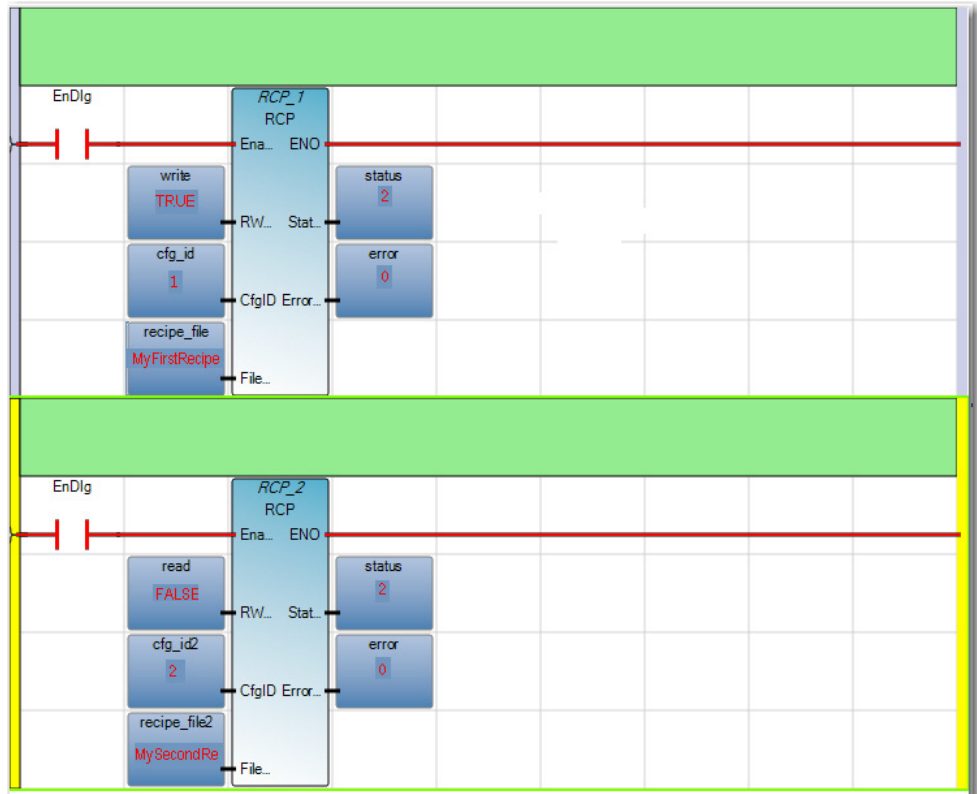 EnDlg
RCP_1
RCP
Ena... ENO
write
TRUE
status
2
RW... Stat...
cfg_id
1
error
0
CfgID Error...
recipe_file
MyFirstRecipe
File...
EnDlg
RCP_2
RCP
Ena... ENO
read
FALSE
status
2
RW... Stat...
cfg_id2
2
error
0
CfgID Error...
recipe_file2
MySecondRe
File...